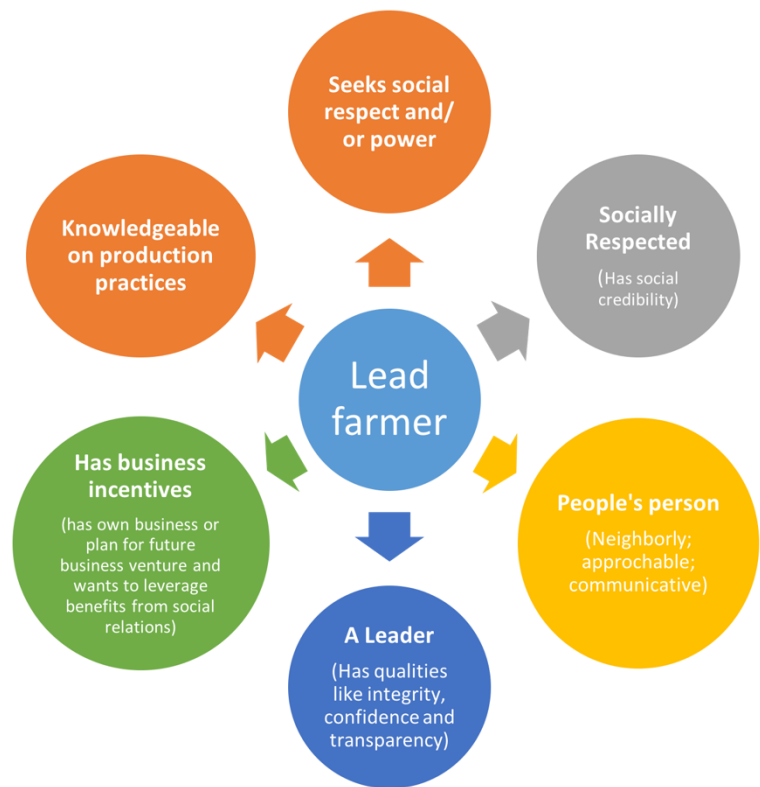 Seeks social
respect and/
or power
Socially
Respected
(Has social
credibility)
People's person
(Neighborly;
approchable;
communicative)
A Leader
(Has qualities
like integrity,
confidence and
transparency)
Has business
incentives
(has own business or
plan for future
business venture and
wants to leverage
benefits from social
relations)
Knowledgeable
on production
practices
Lead
farmer